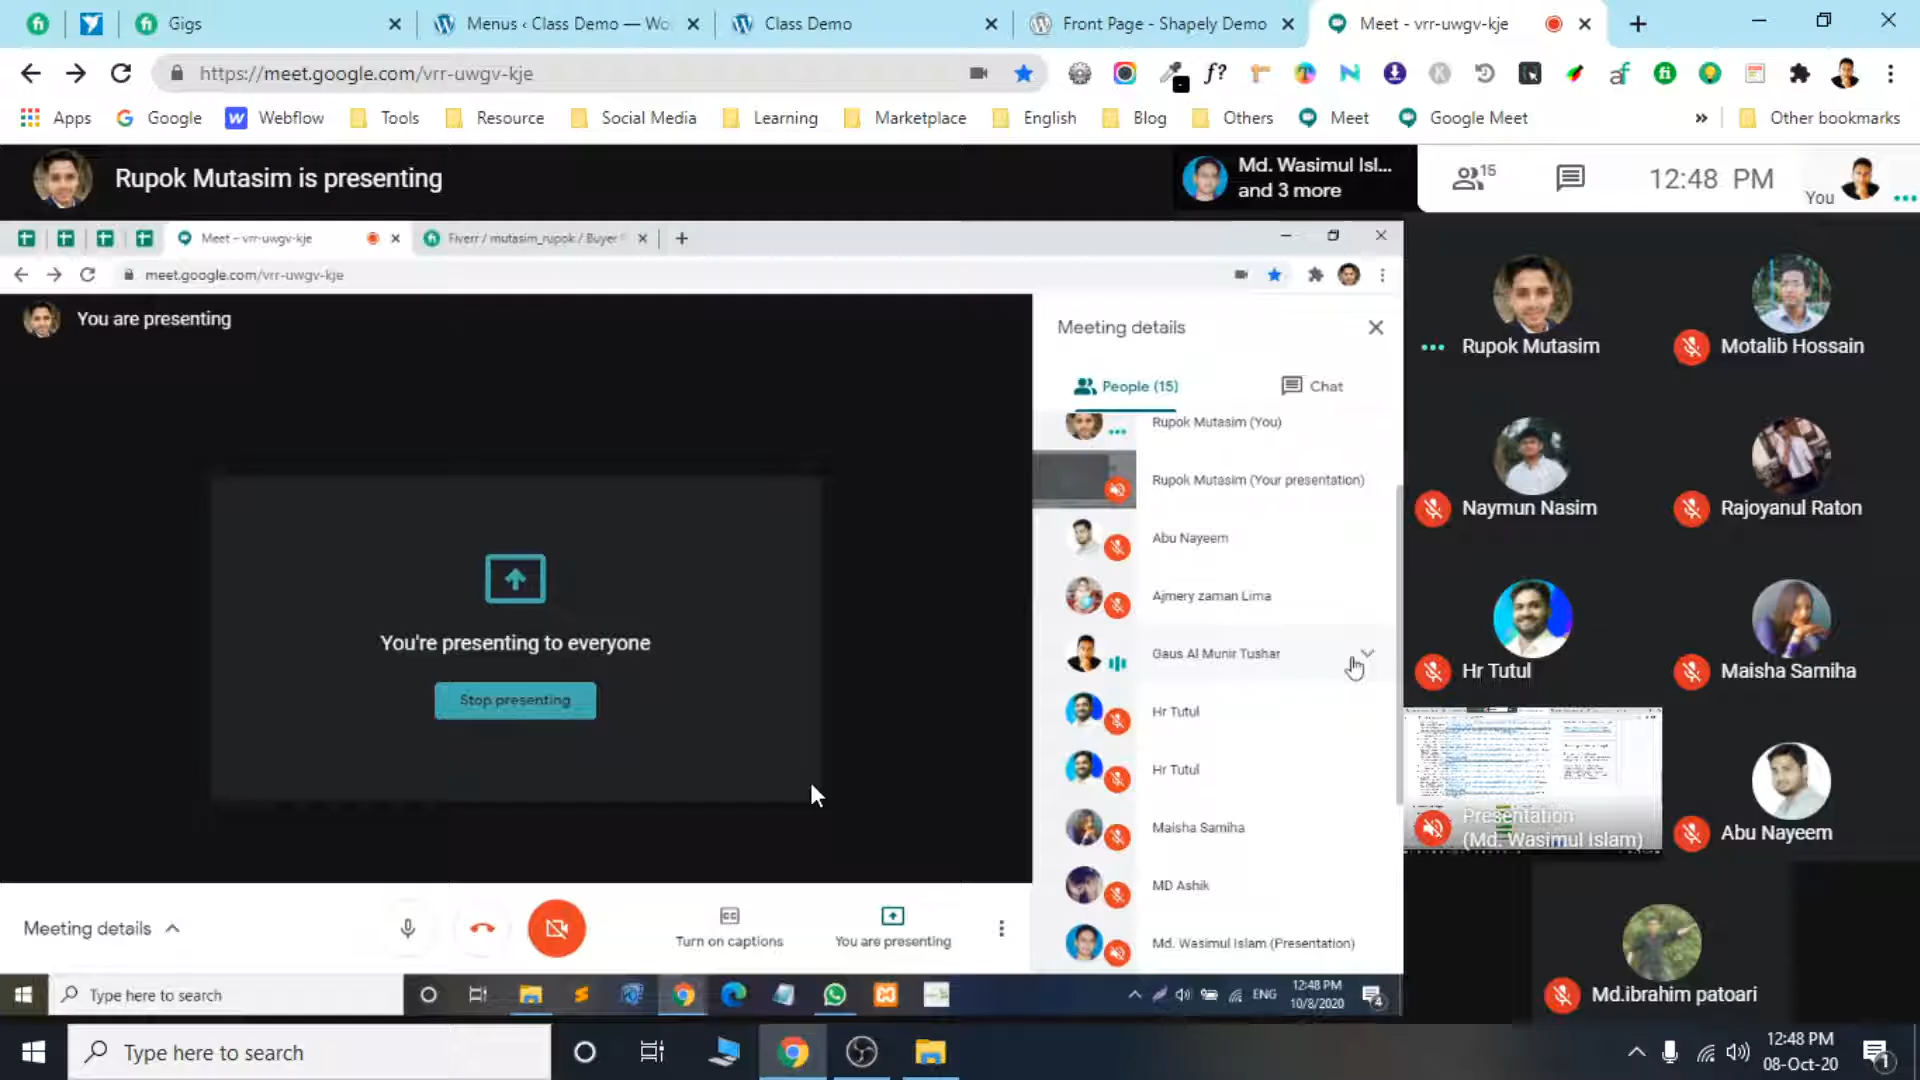 Gigs
Menus ‹ Class Demo — Wo
Class Demo
Front Page - Shapely Demo
Meet - vrr-uwgv-kje
https://meet.google.com/vrr-uwgv-kje
f?
af
Apps
Google
Webflow
Tools
Resource
Social Media
Learning
Marketplace
English
Blog
Others
Meet
Google Meet
»
Other bookmarks
Rupok Mutasim is presenting
Md. Wasimul Isl...
and 3 more
15
12:48 PM
You
Meet – vrr-uwgv-kje
Fiverr / mutasim_rupok / Buyer
meet.google.com/vrr-uwgv-kje
You are presenting
Meeting details
People (15)
Chat
Rupok Mutasim (You)
Rupok Mutasim (Your presentation)
Abu Nayeem
Ajmery zaman Lima
Gaus Al Munir Tushar
Hr Tutul
Hr Tutul
Maisha Samiha
MD Ashik
Md. Wasimul Islam (Presentation)
You're presenting to everyone
Stop presenting
Meeting details
Turn on captions
You are presenting
Type here to search
ENG
12:48 PM
10/8/2020
4
Rupok Mutasim
Motalib Hossain
Naymun Nasim
Rajoyanul Raton
Hr Tutul
Maisha Samiha
Presentation
(Md. Wasimul Islam)
Abu Nayeem
Md.ibrahim patoari
Type here to search
12:48 PM
08-Oct-20
1